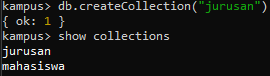 kampus> db.createCollection("jurusan")
{ ok: 1 }
kampus> show collections
jurusan
mahasiswa